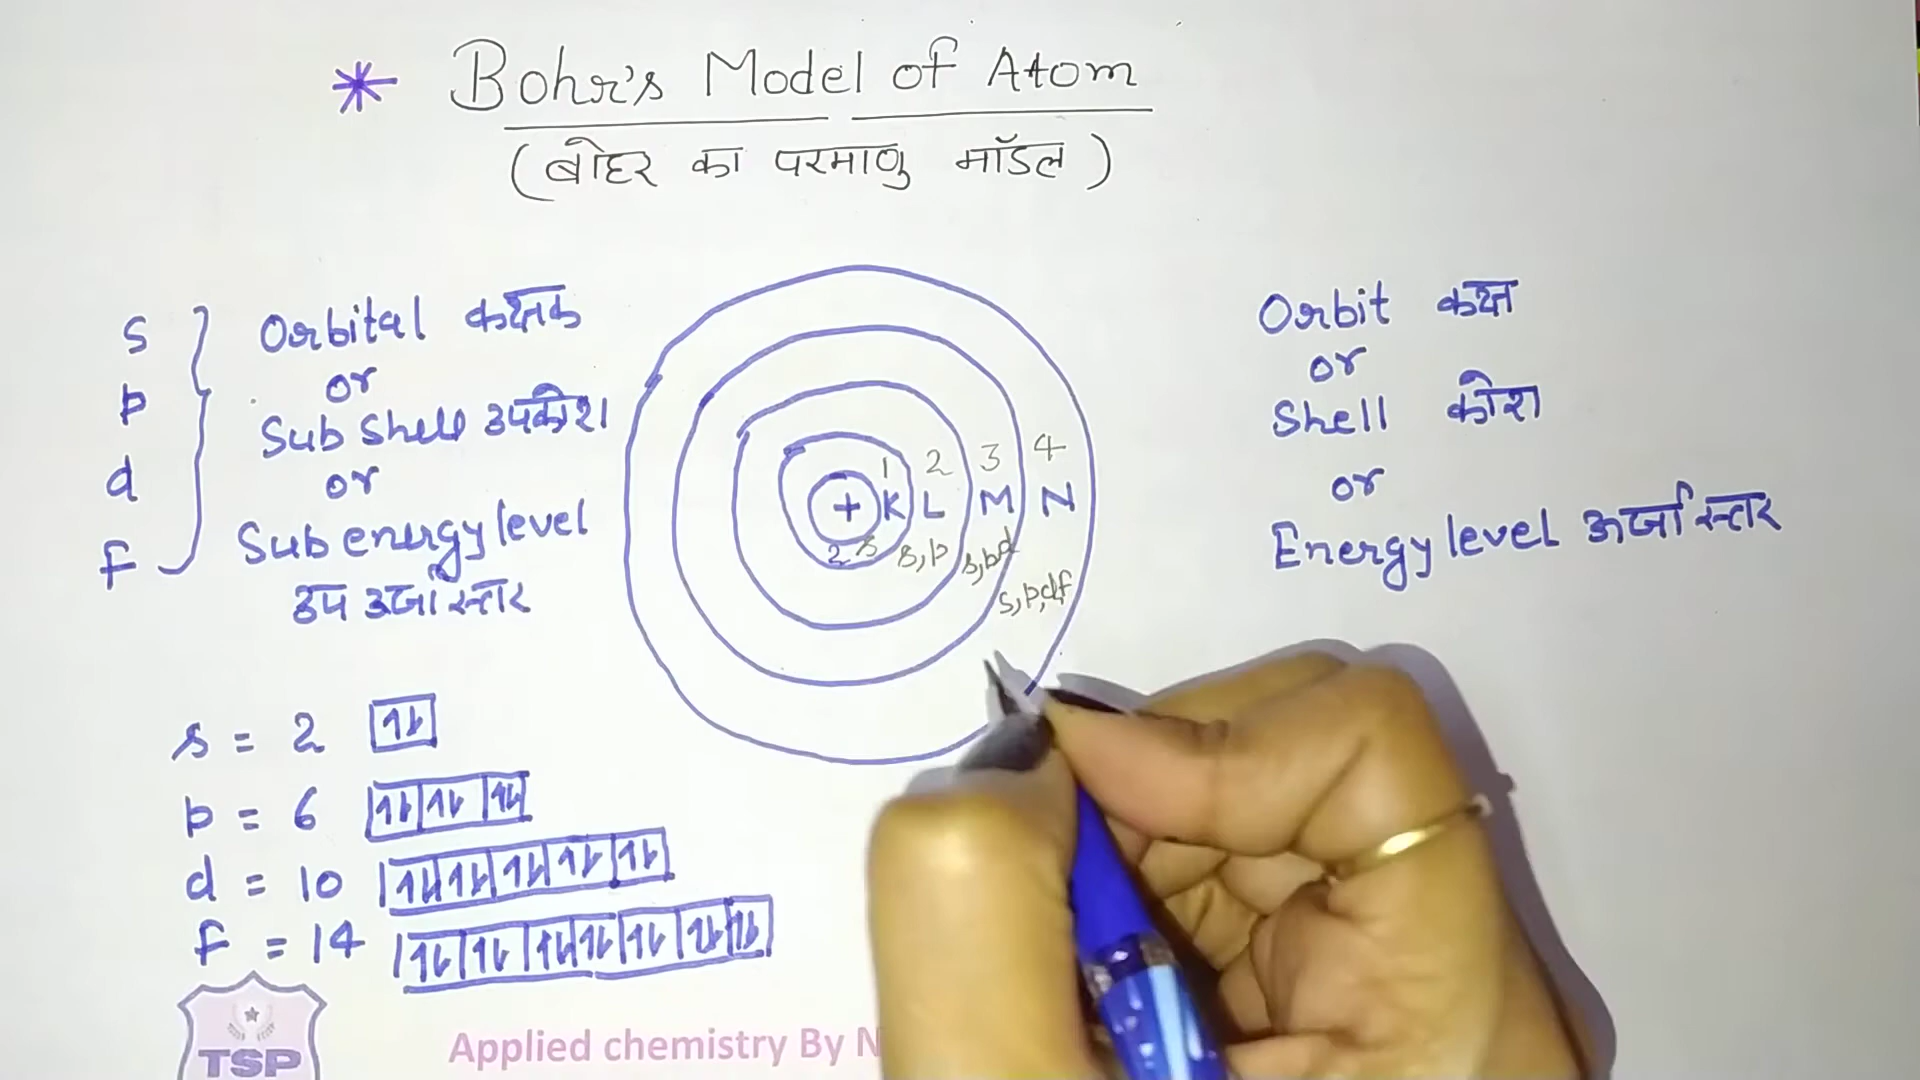 * Bohr's Model of Atom
(बोहर का परमाणु मॉडल)
s
p
d
f
Orbital कक्षक
or
Sub shell उपकोश
or
Sub energy level
उप ऊर्जा स्तर
1 2 3 4
+ K L M N
2 s s,p s,pd s,p,d,f
Orbit कक्ष
or
Shell कोश
or
Energy level ऊर्जा स्तर
s = 2
p = 6
d = 10
f = 14
TSP
Applied chemistry By N